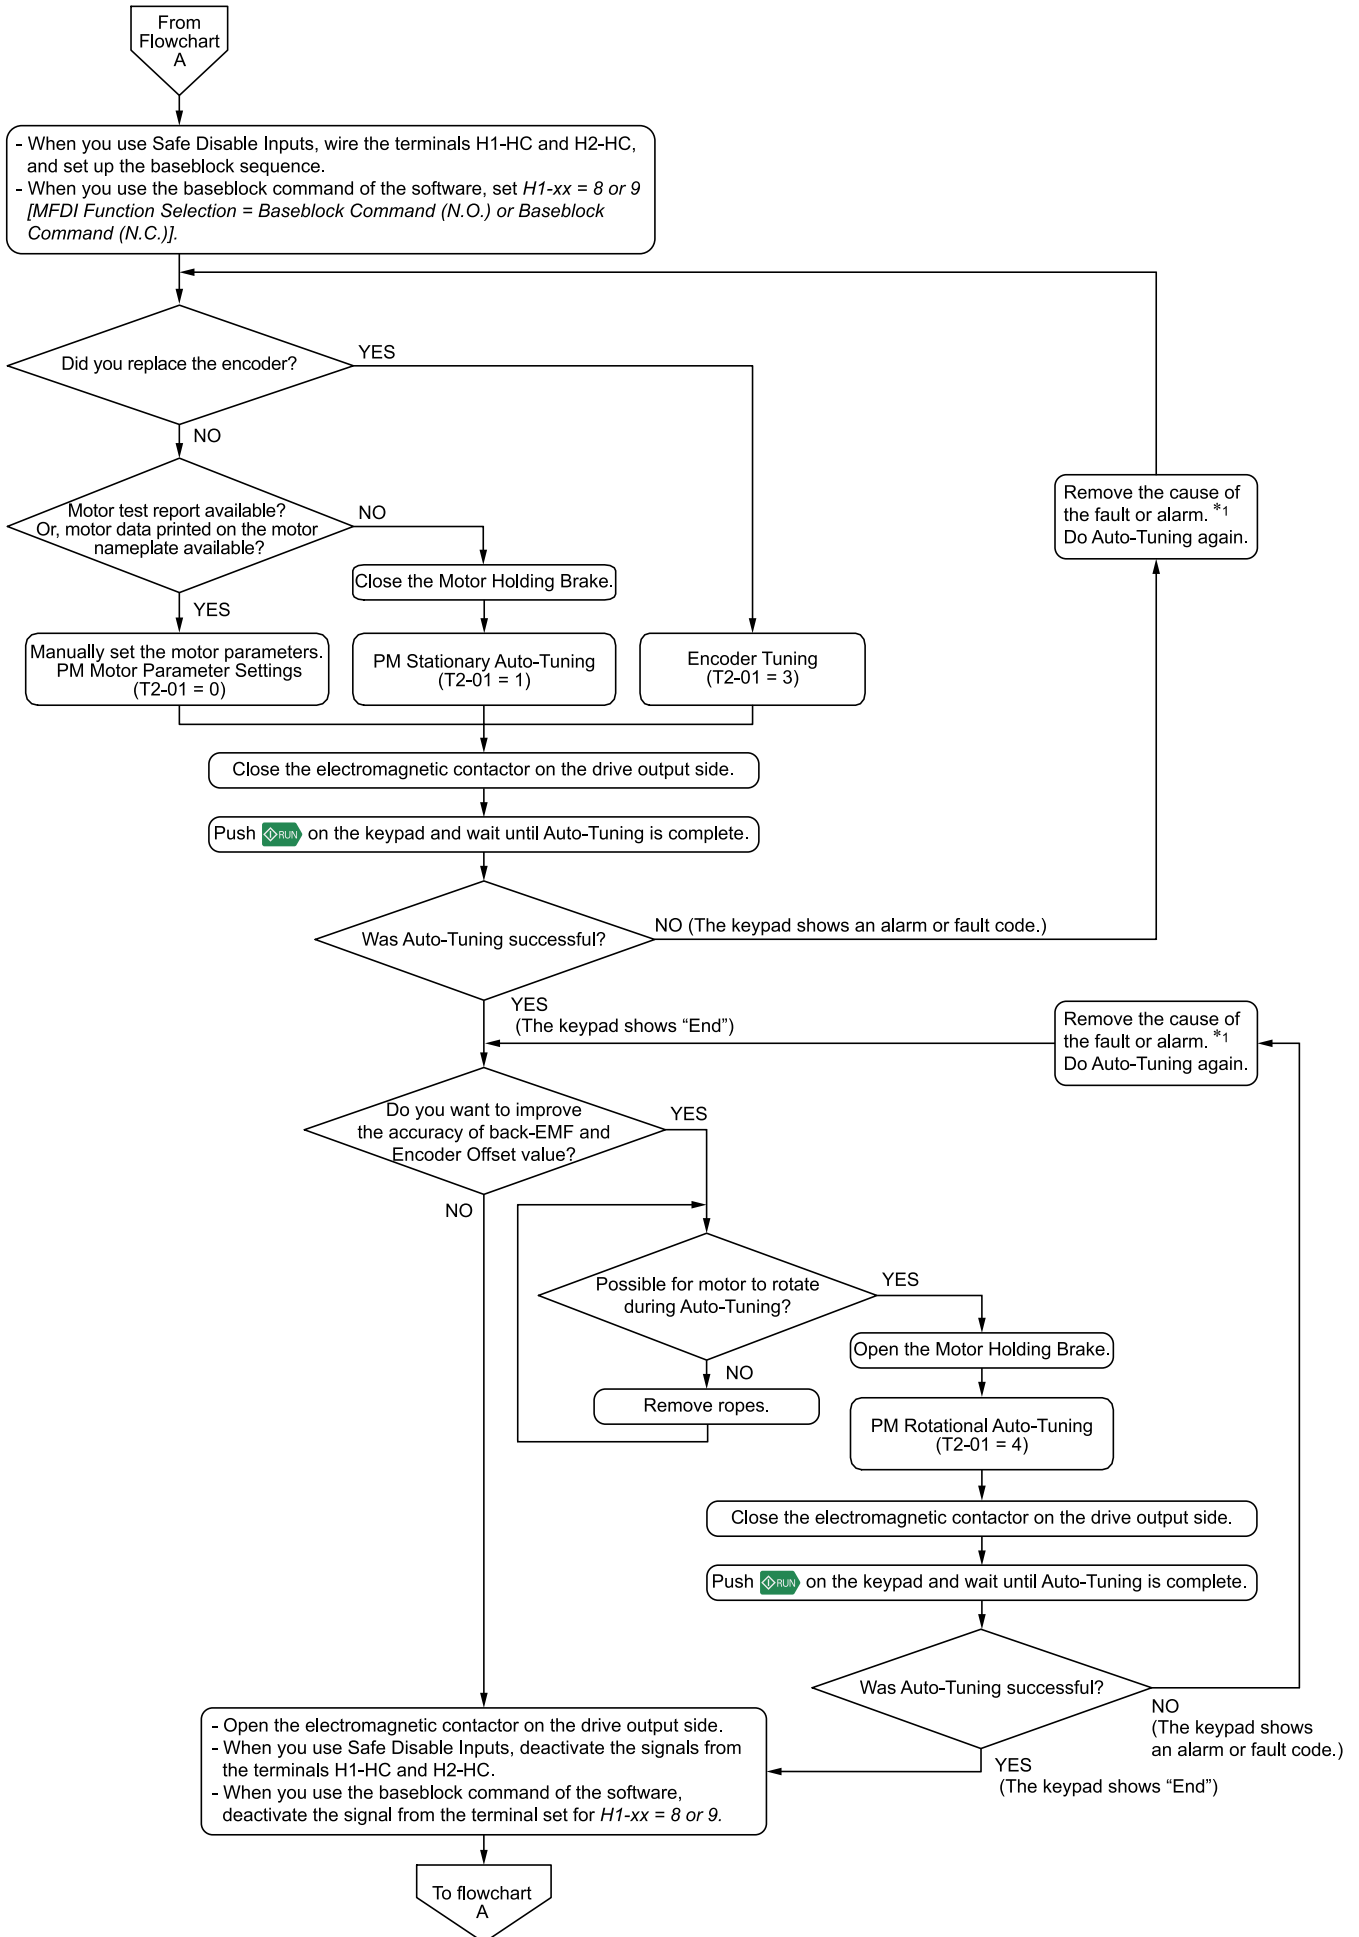 From
Flowchart
A
- When you use Safe Disable Inputs, wire the terminals H1-HC and H2-HC,
and set up the baseblock sequence.
- When you use the baseblock command of the software, set H1-xx = 8 or 9
[MFDI Function Selection = Baseblock Command (N.O.) or Baseblock
Command (N.C.)].
Did you replace the encoder?
YES
NO
Motor test report available?
Or, motor data printed on the motor
nameplate available?
NO
YES
Remove the cause of
the fault or alarm. *1
Do Auto-Tuning again.
Close the Motor Holding Brake.
Manually set the motor parameters.
PM Motor Parameter Settings
(T2-01 = 0)
PM Stationary Auto-Tuning
(T2-01 = 1)
Encoder Tuning
(T2-01 = 3)
Close the electromagnetic contactor on the drive output side.
Push RUN on the keypad and wait until Auto-Tuning is complete.
Was Auto-Tuning successful?
NO (The keypad shows an alarm or fault code.)
YES
(The keypad shows “End”)
Remove the cause of
the fault or alarm. *1
Do Auto-Tuning again.
Do you want to improve
the accuracy of back-EMF and
Encoder Offset value?
YES
NO
Possible for motor to rotate
during Auto-Tuning?
YES
NO
Remove ropes.
Open the Motor Holding Brake.
PM Rotational Auto-Tuning
(T2-01 = 4)
Close the electromagnetic contactor on the drive output side.
Push RUN on the keypad and wait until Auto-Tuning is complete.
Was Auto-Tuning successful?
NO
(The keypad shows
an alarm or fault code.)
YES
(The keypad shows “End”)
- Open the electromagnetic contactor on the drive output side.
- When you use Safe Disable Inputs, deactivate the signals from
the terminals H1-HC and H2-HC.
- When you use the baseblock command of the software,
deactivate the signal from the terminal set for H1-xx = 8 or 9.
To flowchart
A